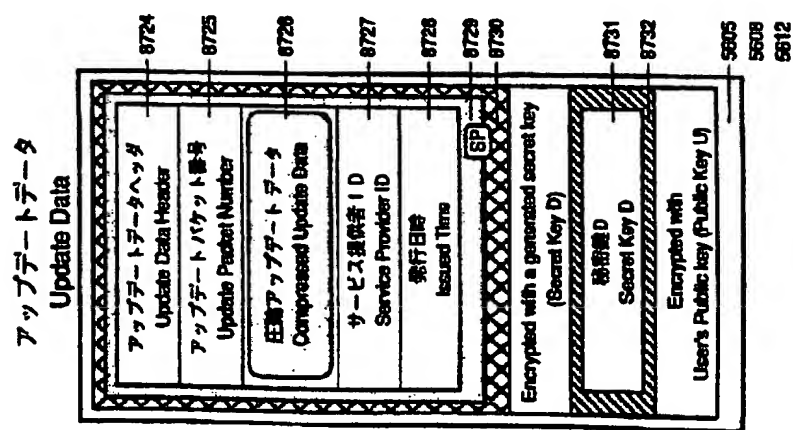 アップデートデータ
Update Data
アップデートデータヘッダ
Update Data Header
8724
アップデートパケット番号
Update Packet Number
8725
圧縮アップデートデータ
Compressed Update Data
8726
サービス提供者ID
Service Provider ID
8727
発行日時
Issued Time
8728
SP
8729
8730
Encrypted with a generated secret key
(Secret Key D)
秘密鍵D
Secret Key D
8731
8732
Encrypted with
User's Public key (Public Key U)
5605
5608
5612